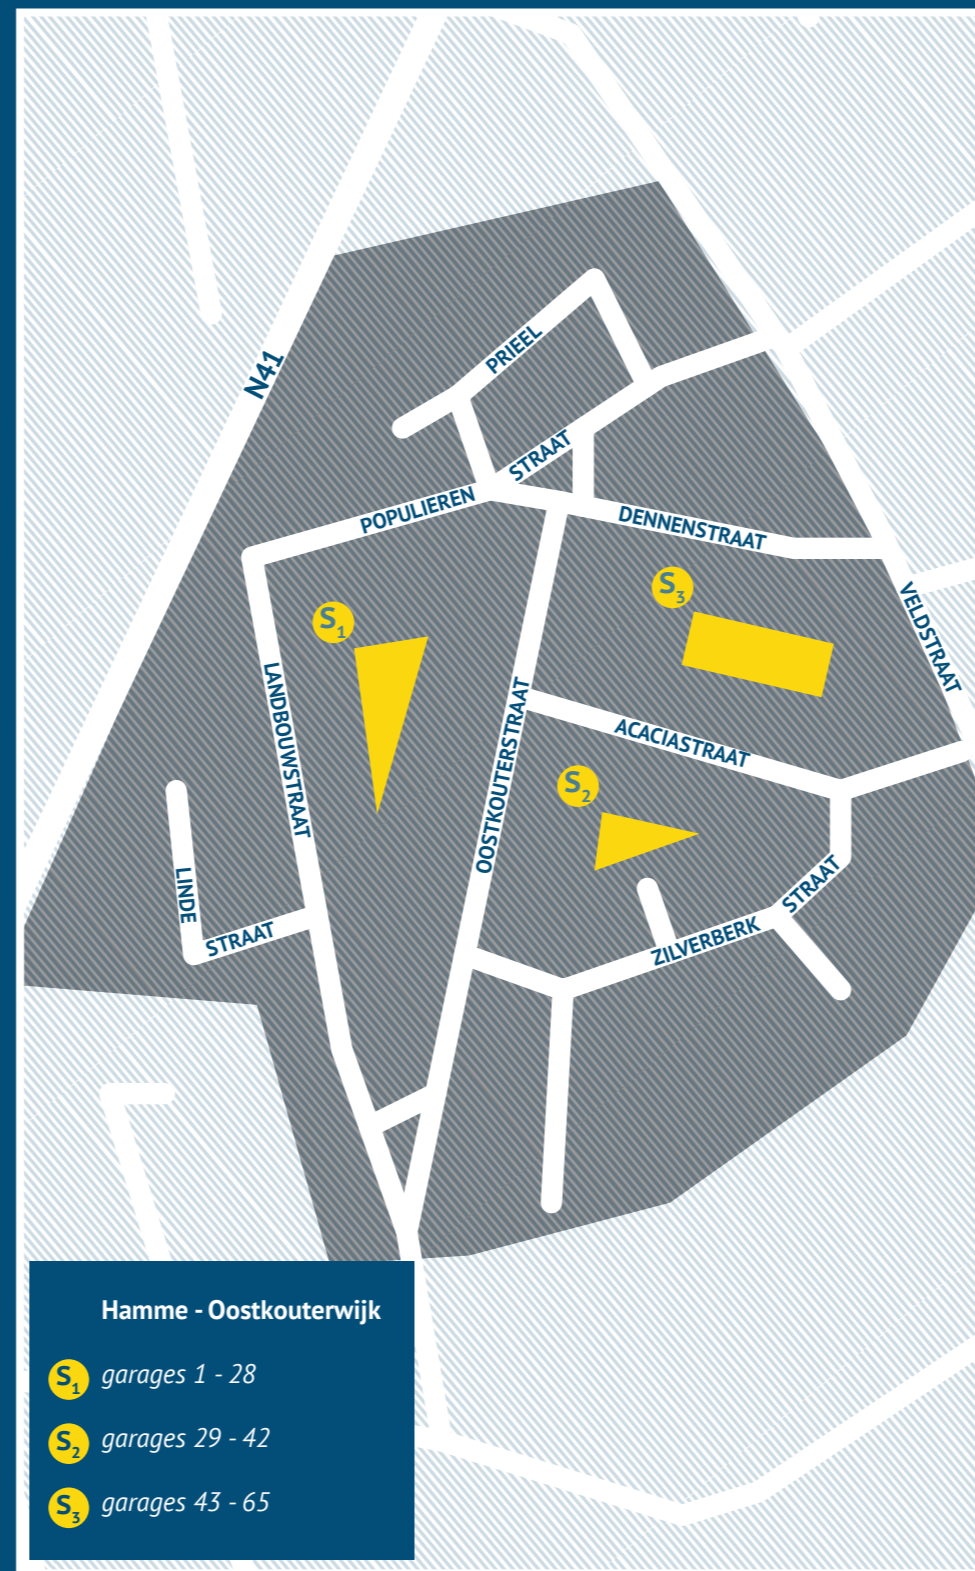 N41
PRIEEL
STRAAT
POPULIEREN
DENNENSTRAAT
S3
VELDSTRAAT
S1
LANDBOUWSTRAAT
OOSTKOUTERSTRAAT
ACACIASTRAAT
S2
LINDE
STRAAT
STRAAT
ZILVERBERK
Hamme - Oostkouterwijk
S1 garages 1 - 28
S2 garages 29 - 42
S3 garages 43 - 65